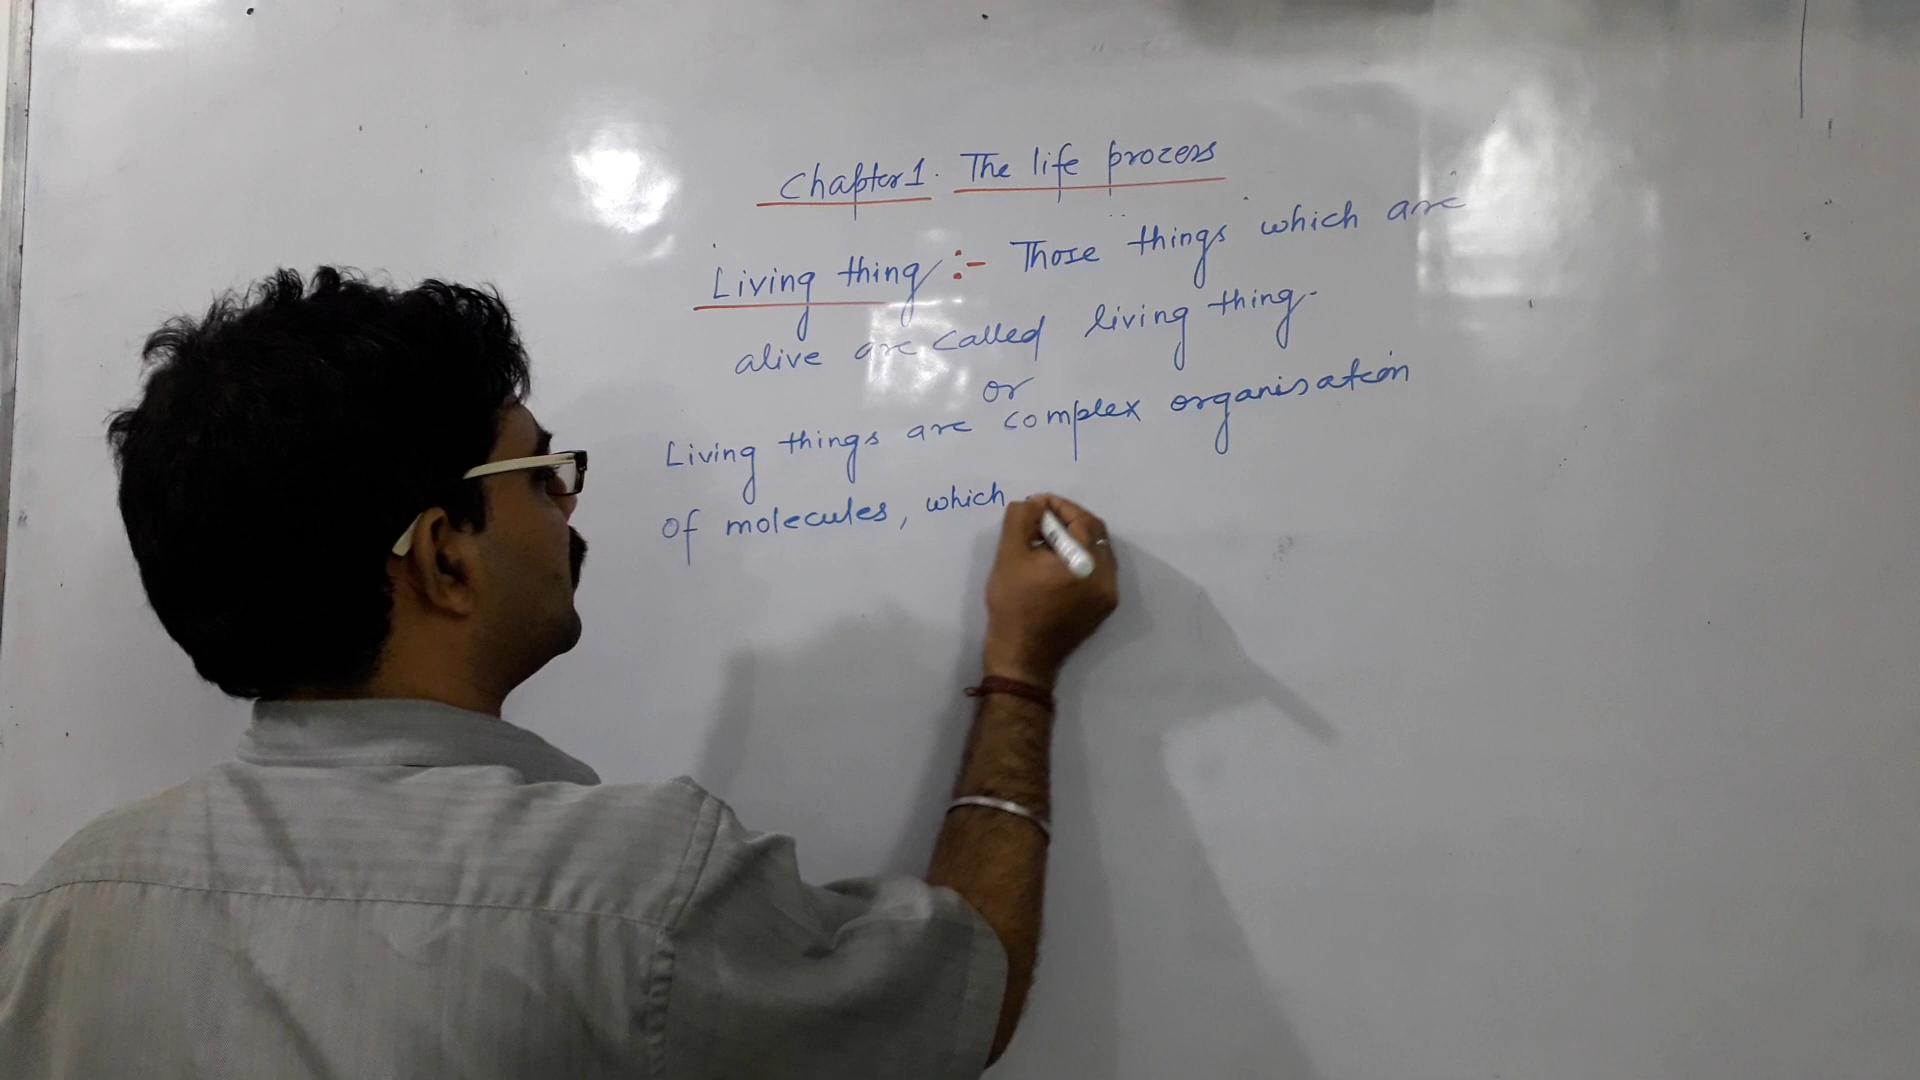 Chapter 1. The life process
Living thing :- Those things which are
alive are called living thing.
or
Living things are complex organisation
of molecules, which